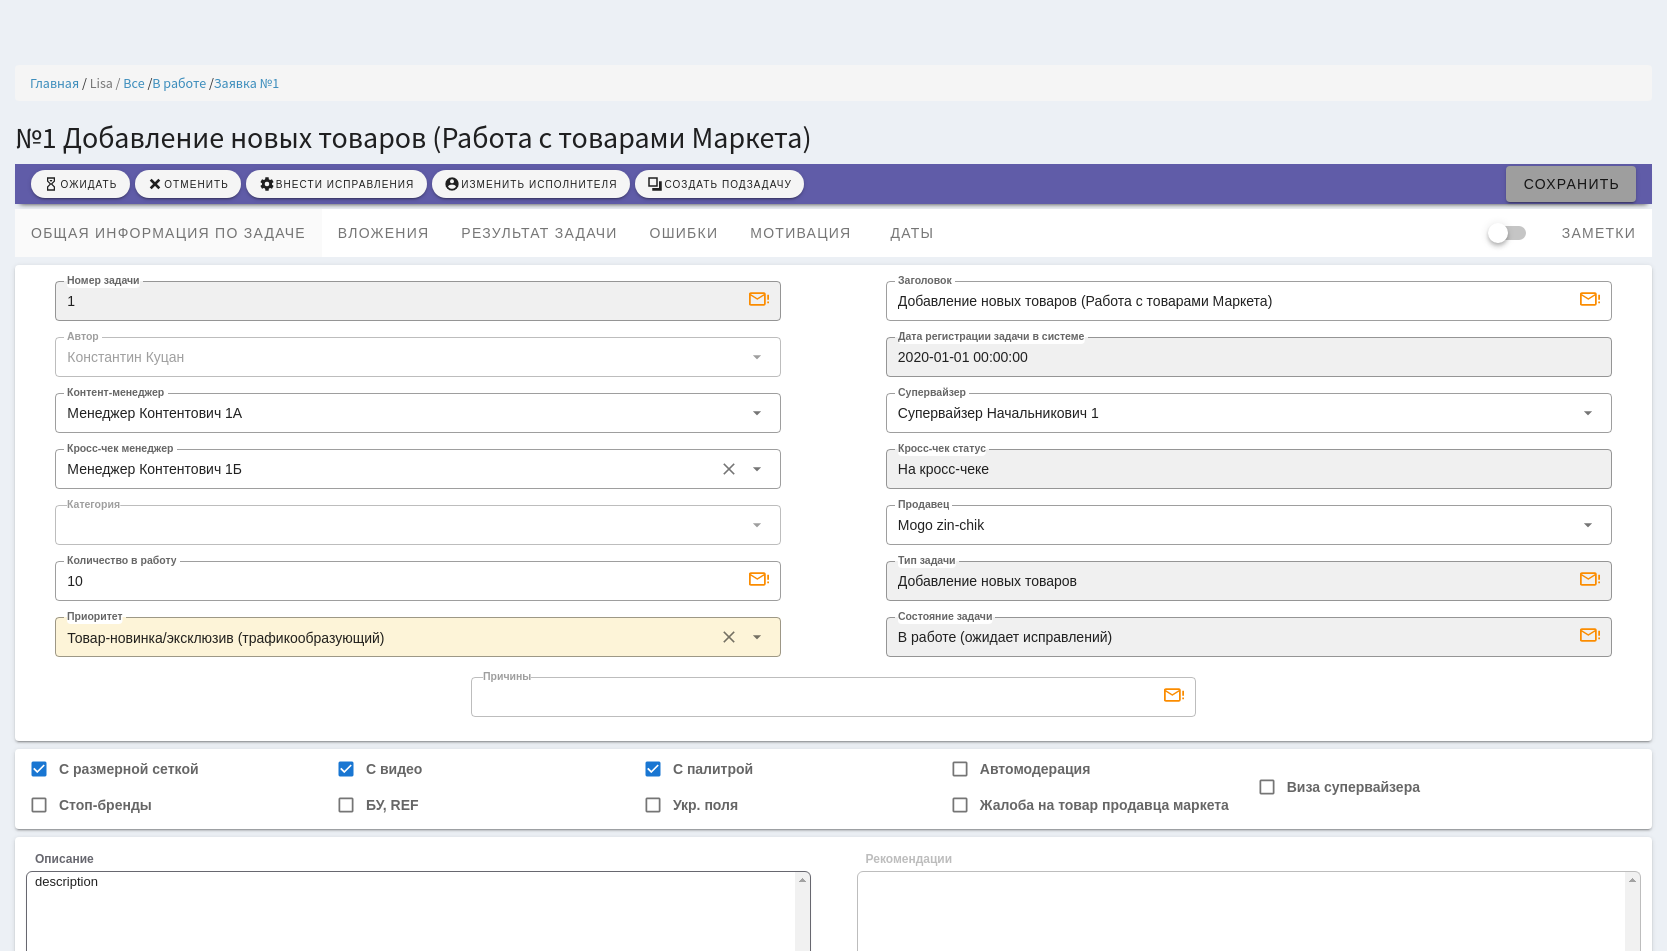 Главная / Lisa / Все /В работе /Заявка №1
№1 Добавление новых товаров (Работа с товарами Маркета)
ОЖИДАТЬ ОТМЕНИТЬ ВНЕСТИ ИСПРАВЛЕНИЯ ИЗМЕНИТЬ ИСПОЛНИТЕЛЯ СОЗДАТЬ ПОДЗАДАЧУ СОХРАНИТЬ
ОБЩАЯ ИНФОРМАЦИЯ ПО ЗАДАЧЕ ВЛОЖЕНИЯ РЕЗУЛЬТАТ ЗАДАЧИ ОШИБКИ МОТИВАЦИЯ ДАТЫ ЗАМЕТКИ
Номер задачи Заголовок
1 Добавление новых товаров (Работа с товарами Маркета)
Автор Дата регистрации задачи в системе
Константин Куцан 2020-01-01 00:00:00
Контент-менеджер Супервайзер
Менеджер Контентович 1А Супервайзер Начальникович 1
Кросс-чек менеджер Кросс-чек статус
Менеджер Контентович 1Б На кросс-чеке
Категория Продавец
Mogo zin-chik
Количество в работу Тип задачи
10 Добавление новых товаров
Приоритет Состояние задачи
Товар-новинка/эксклюзив (трафикообразующий) В работе (ожидает исправлений)
Причины
С размерной сеткой С видео С палитрой Автомодерация
Виза супервайзера
Стоп-бренды БУ, REF Укр. поля Жалоба на товар продавца маркета
Описание Рекомендации
description